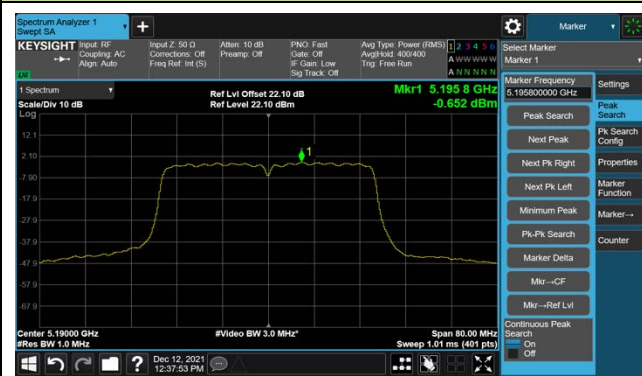 Spectrum Analyzer 1
Swept SA
Marker
KEYSIGHT
Input: RF
Coupling: AC
Align: Auto
Input Z: 50 Ω
Corrections: Off
Freq Ref: Int (S)
Atten: 10 dB
Preamp: Off
PNO: Fast
Gate: Off
IF Gain: Low
Sig Track: Off
Avg Type: Power (RMS)
Avg|Hold: 400/400
Trig: Free Run
1 2 3 4 5 6
A W W W W W
A N N N N N
Select Marker
Marker 1
LXI
1 Spectrum
Scale/Div 10 dB
Log
Ref Lvl Offset 22.10 dB
Ref Level 22.10 dBm
Mkr1 5.195 8 GHz
-0.652 dBm
1
12.1
2.10
-7.90
-17.9
-27.9
-37.9
-47.9
-57.9
-67.9
Center 5.19000 GHz
#Res BW 1.0 MHz
#Video BW 3.0 MHz*
Span 80.00 MHz
Sweep 1.01 ms (401 pts)
Marker Frequency
5.195800000 GHz
Peak Search
Next Peak
Next Pk Right
Next Pk Left
Minimum Peak
Pk-Pk Search
Marker Delta
Mkr→CF
Mkr→Ref Lvl
Continuous Peak
Search
On
Off
Settings
Peak
Search
Pk Search
Config
Properties
Marker
Function
Marker→
Counter
Dec 12, 2021
12:37:53 PM